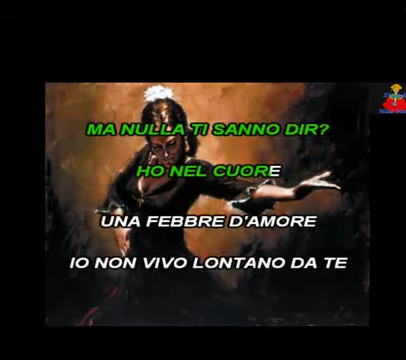 MA NULLA TI SANNO DIR?
HO NEL CUORE
UNA FEBBRE D'AMORE
IO NON VIVO LONTANO DA TE